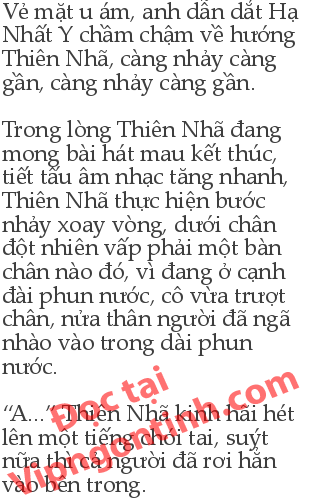 Vẻ mặt u ám, anh dẫn dắt Hạ
Nhất Y chầm chậm về hướng
Thiên Nhã, càng nhảy càng
gần, càng nhảy càng gần.
Trong lòng Thiên Nhã đang
mong bài hát mau kết thúc,
tiết tấu âm nhạc tăng nhanh,
Thiên Nhã thực hiện bước
nhảy xoay vòng, dưới chân
đột nhiên vấp phải một bàn
chân nào đó, vì đang ở cạnh
đài phun nước, cô vừa trượt
chân, nửa thân người đã ngã
nhào vào trong dài phun
nước.
“A...” Thiên Nhã kinh hãi hét
lên một tiếng chói tai, suýt
nữa thì cả người đã rơi hẳn
vào bên trong.
Đọc tại
Vipngontinh.com